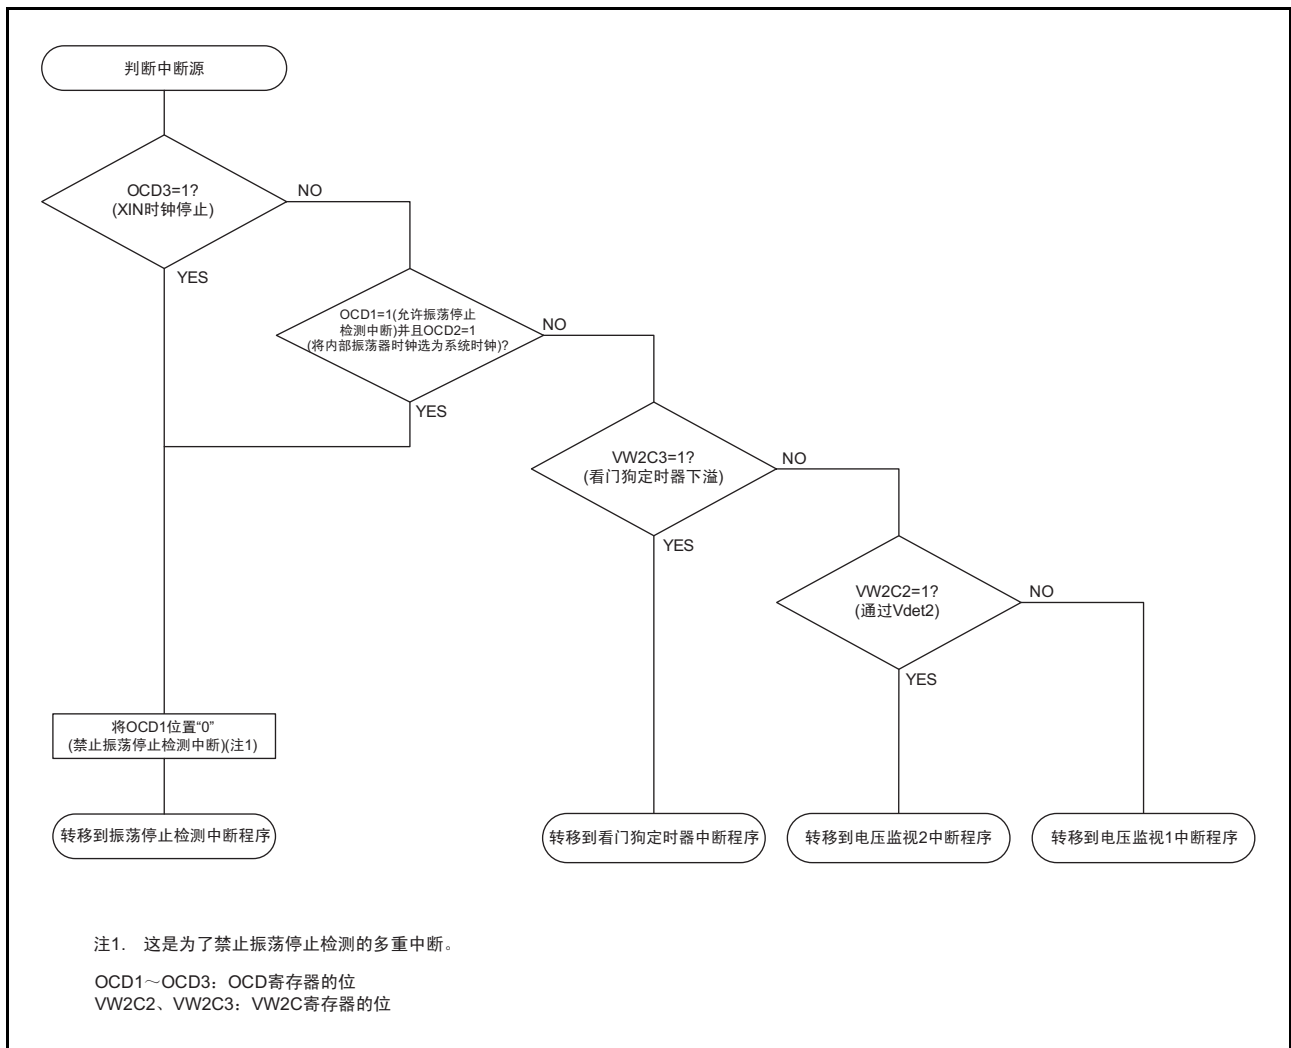 判断中断源
OCD3=1?
(XIN时钟停止)
NO
YES
OCD1=1(允许振荡停止
检测中断)并且OCD2=1
(将内部振荡器时钟选为系统时钟)?
NO
YES
VW2C3=1?
(看门狗定时器下溢)
NO
YES
VW2C2=1?
(通过Vdet2)
NO
YES
将OCD1位置“0”
(禁止振荡停止检测中断)(注1)
转移到振荡停止检测中断程序
转移到看门狗定时器中断程序
转移到电压监视2中断程序
转移到电压监视1中断程序
注1. 这是为了禁止振荡停止检测的多重中断。
OCD1～OCD3：OCD寄存器的位
VW2C2、VW2C3：VW2C寄存器的位